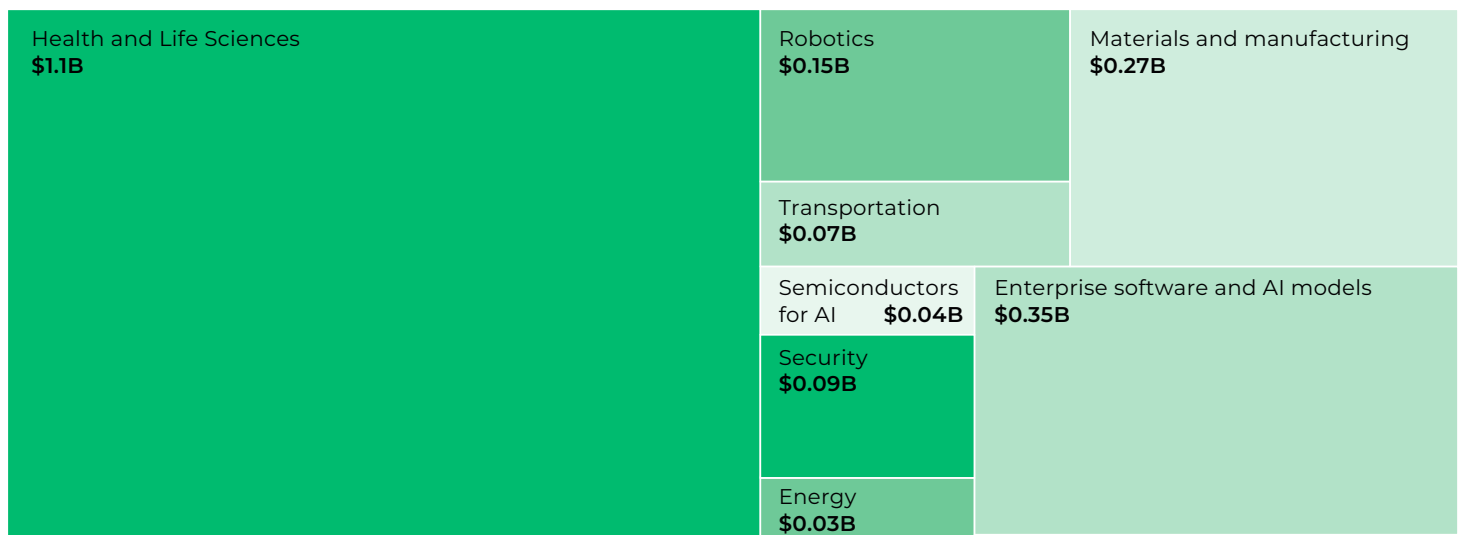 Health and Life Sciences
$1.1B
Robotics
$0.15B
Materials and manufacturing
$0.27B
Transportation
$0.07B
Semiconductors
for AI $0.04B
Enterprise software and AI models
$0.35B
Security
$0.09B
Energy
$0.03B